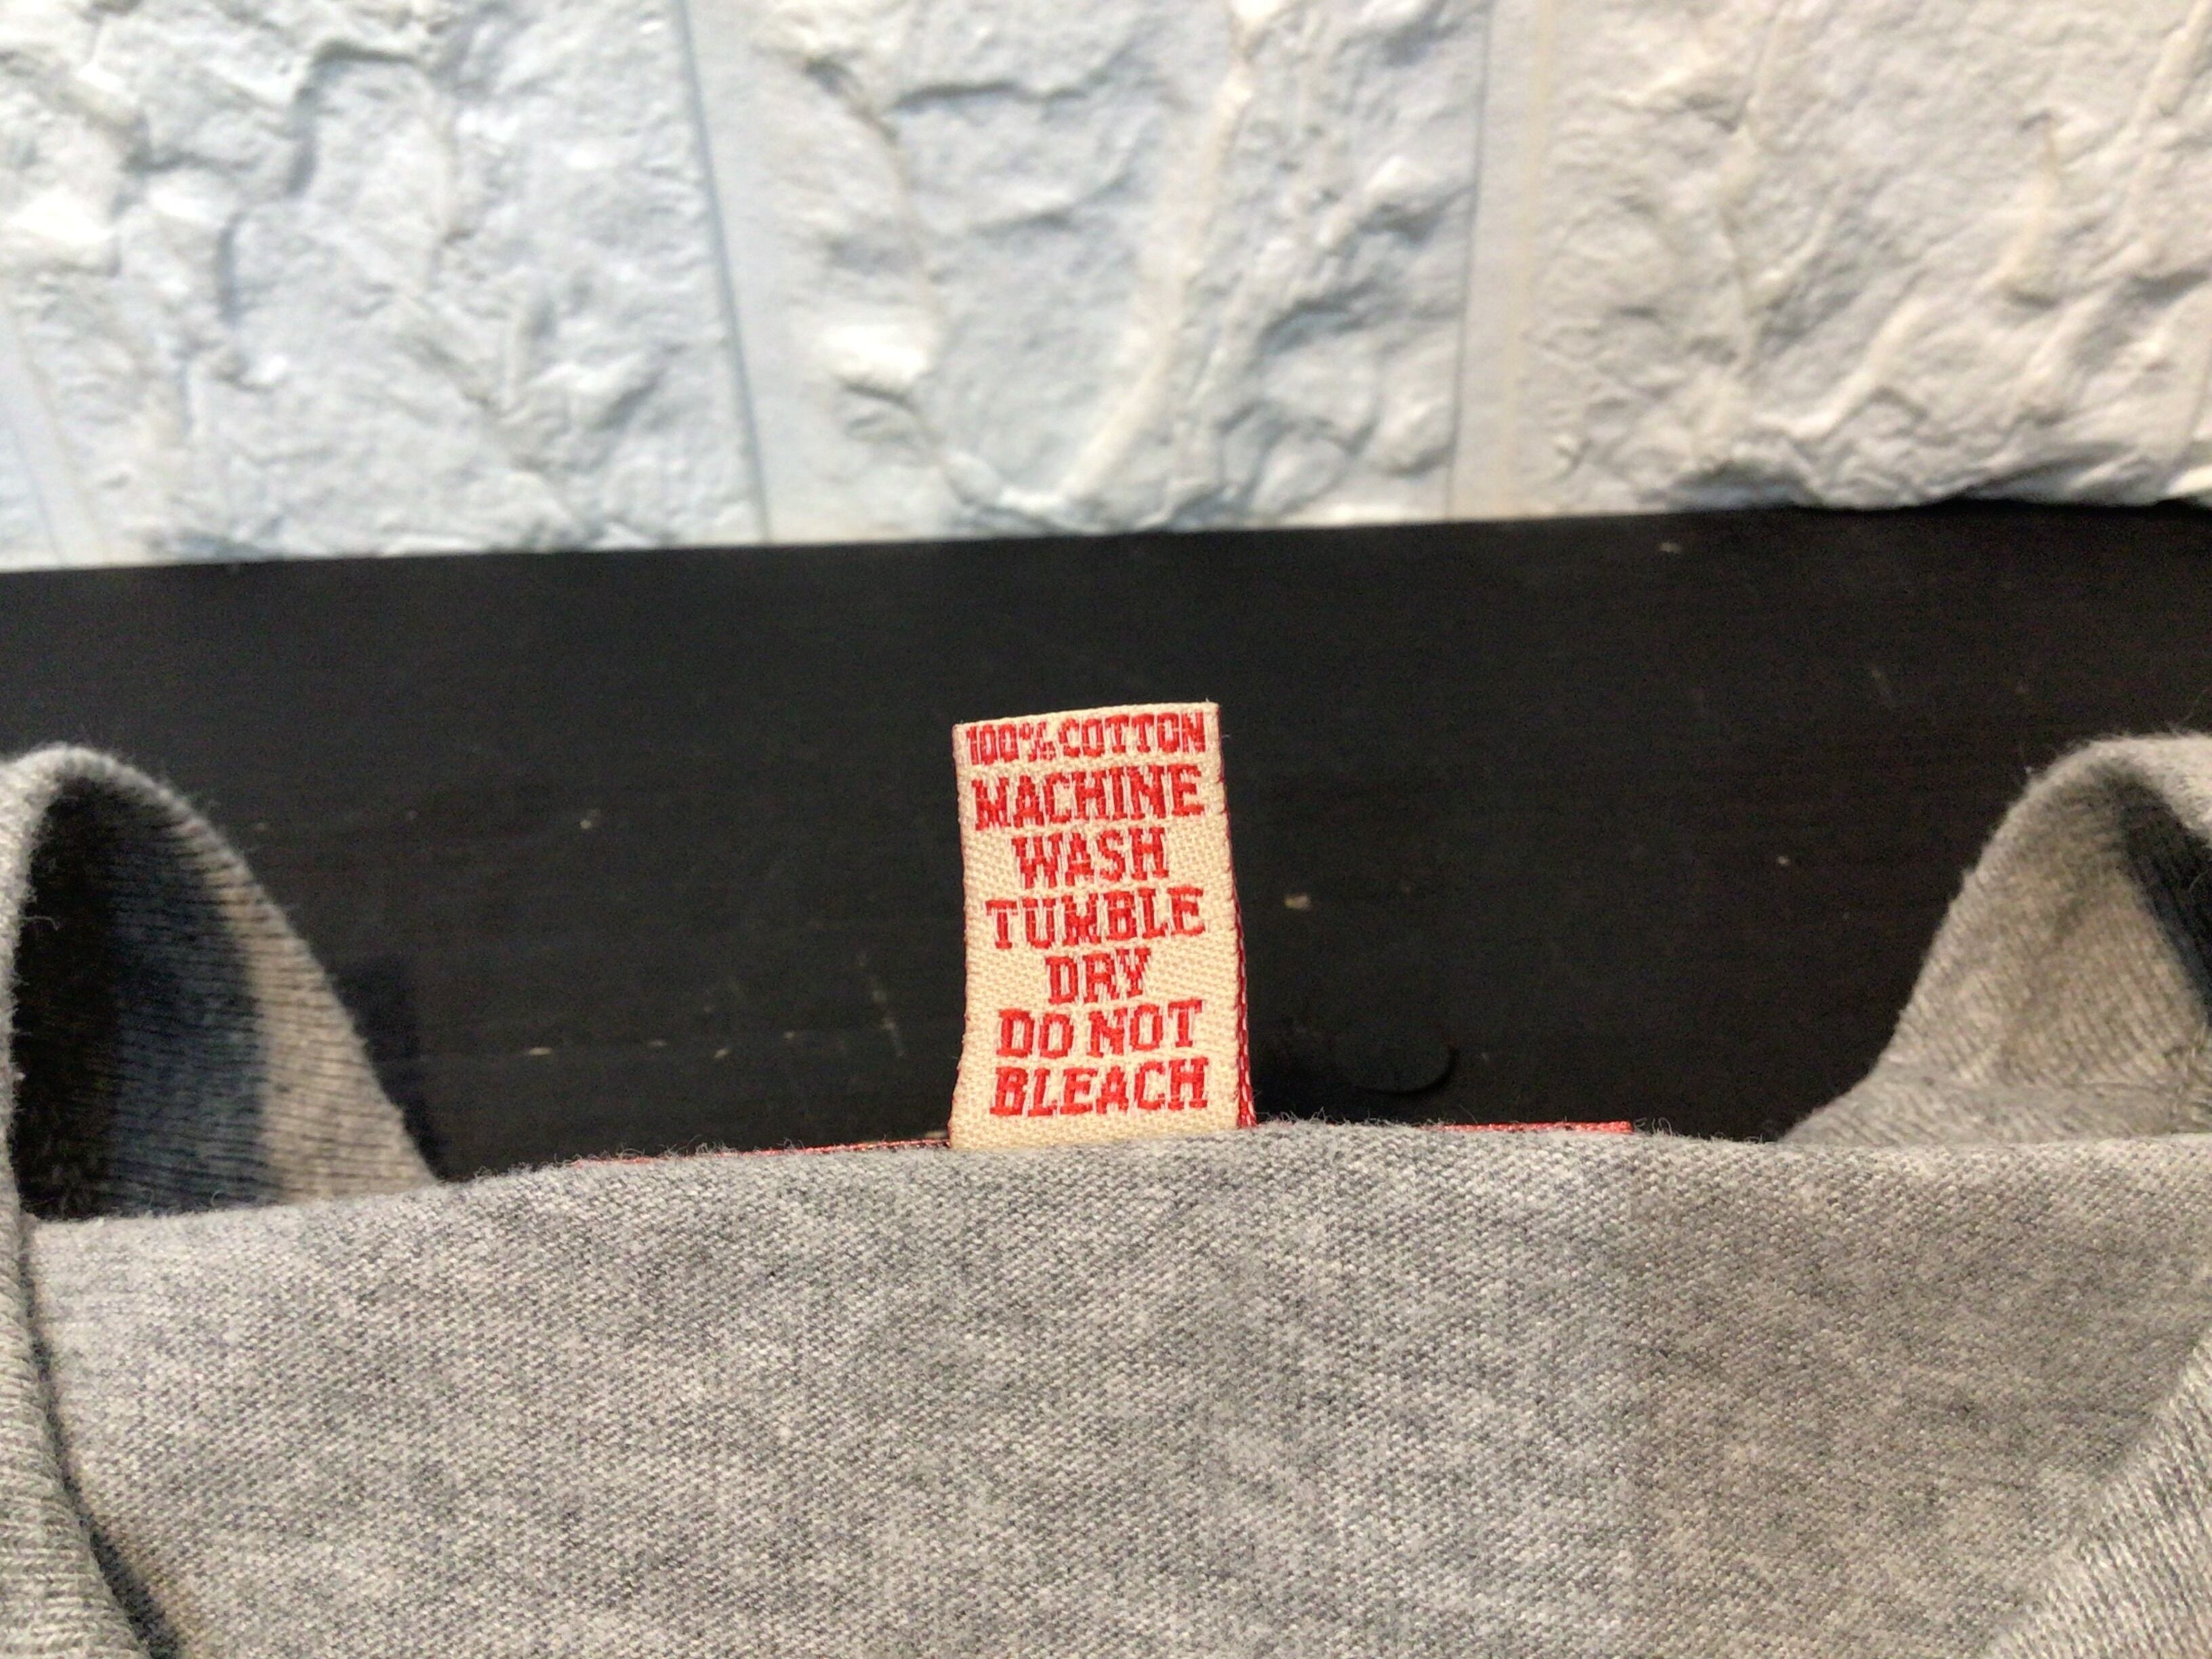 100% COTTON
MACHINE
WASH
TUMBLE
DRY
DO NOT
BLEACH